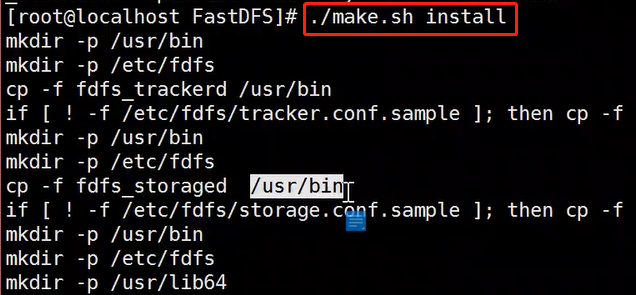 [root@localhost FastDFS]# ./make.sh install
mkdir -p /usr/bin
mkdir -p /etc/fdfs
cp -f fdfs_trackerd /usr/bin
if [ ! -f /etc/fdfs/tracker.conf.sample ]; then cp -f
mkdir -p /usr/bin
mkdir -p /etc/fdfs
cp -f fdfs_storaged  /usr/bin
if [ ! -f /etc/fdfs/storage.conf.sample ]; then cp -f
mkdir -p /usr/bin
mkdir -p /etc/fdfs
mkdir -p /usr/lib64